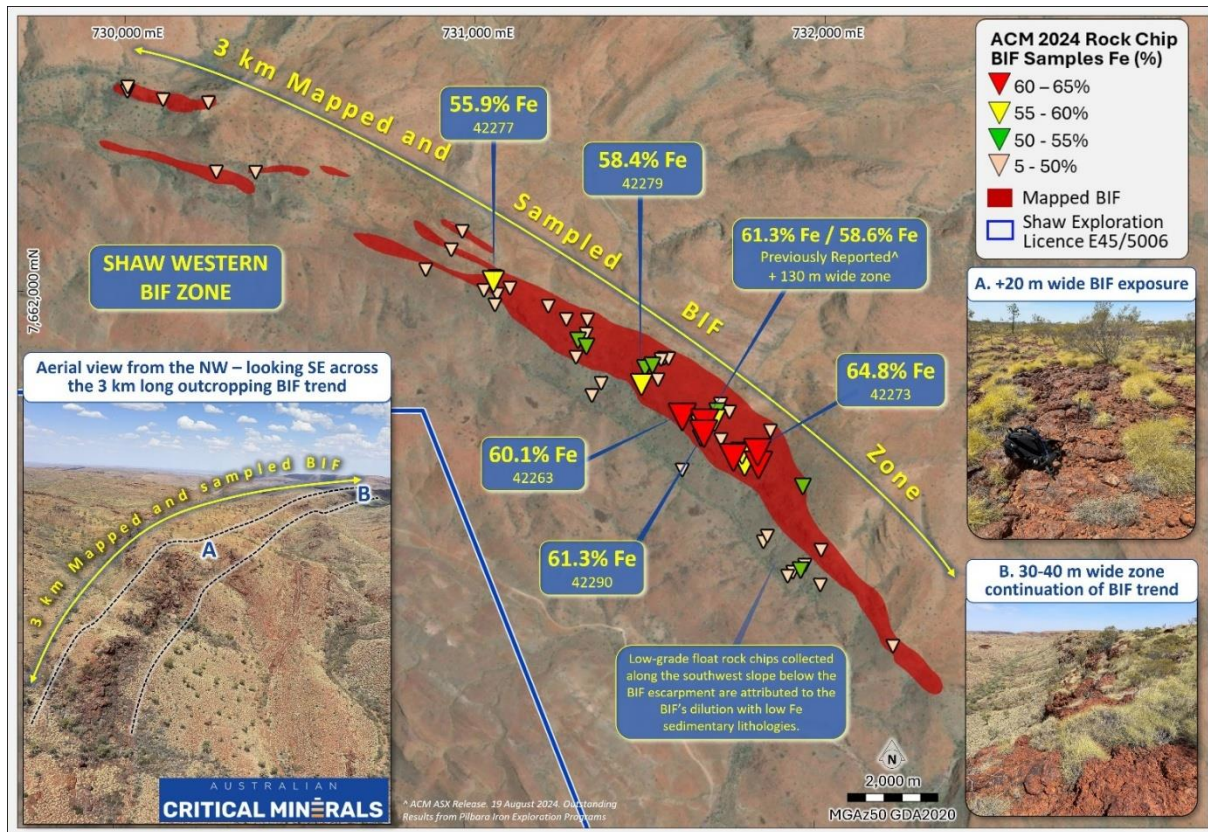 730,000 mE
731,000 mE
732,000 mE
7,662,000 mN
3 km Mapped and Sampled BIF Zone
55.9% Fe
42277
58.4% Fe
42279
61.3% Fe / 58.6% Fe
Previously Reported^
+ 130 m wide zone
64.8% Fe
42273
60.1% Fe
42263
61.3% Fe
42290
SHAW WESTERN
BIF ZONE
Low-grade float rock chips collected
along the southwest slope below the
BIF escarpment are attributed to the
BIF's dilution with low Fe
sedimentary lithologies.
ACM 2024 Rock Chip
BIF Samples Fe (%)
60 – 65%
55 - 60%
50 - 55%
5 - 50%
Mapped BIF
Shaw Exploration
Licence E45/5006
A. +20 m wide BIF exposure
B. 30-40 m wide zone
continuation of BIF trend
Aerial view from the NW – looking SE across
the 3 km long outcropping BIF trend
3 km Mapped and sampled BIF
A
B
AUSTRALIAN
CRITICAL MINERALS
^ ACM ASX Release. 19 August 2024. Outstanding
Results from Pilbara Iron Exploration Programs
N
2,000 m
MGAz50 GDA2020